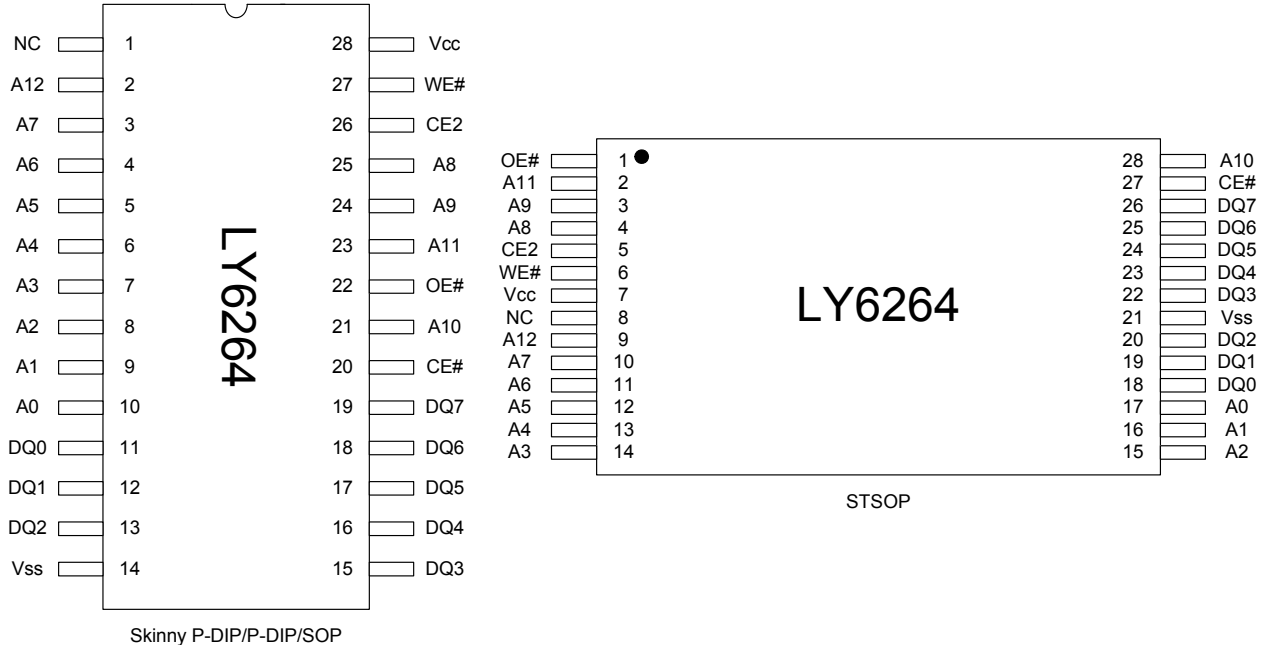 NC 1 28 Vcc
A12 2 27 WE#
A7 3 26 CE2
A6 4 25 A8
A5 5 24 A9
A4 6 23 A11
A3 7 22 OE#
A2 8 21 A10
A1 9 20 CE#
A0 10 19 DQ7
DQ0 11 18 DQ6
DQ1 12 17 DQ5
DQ2 13 16 DQ4
Vss 14 15 DQ3
LY6264
Skinny P-DIP/P-DIP/SOP
OE# 1 28 A10
A11 2 27 CE#
A9 3 26 DQ7
A8 4 25 DQ6
CE2 5 24 DQ5
WE# 6 23 DQ4
Vcc 7 22 DQ3
NC 8 21 Vss
A12 9 20 DQ2
A7 10 19 DQ1
A6 11 18 DQ0
A5 12 17 A0
A4 13 16 A1
A3 14 15 A2
LY6264
STSOP